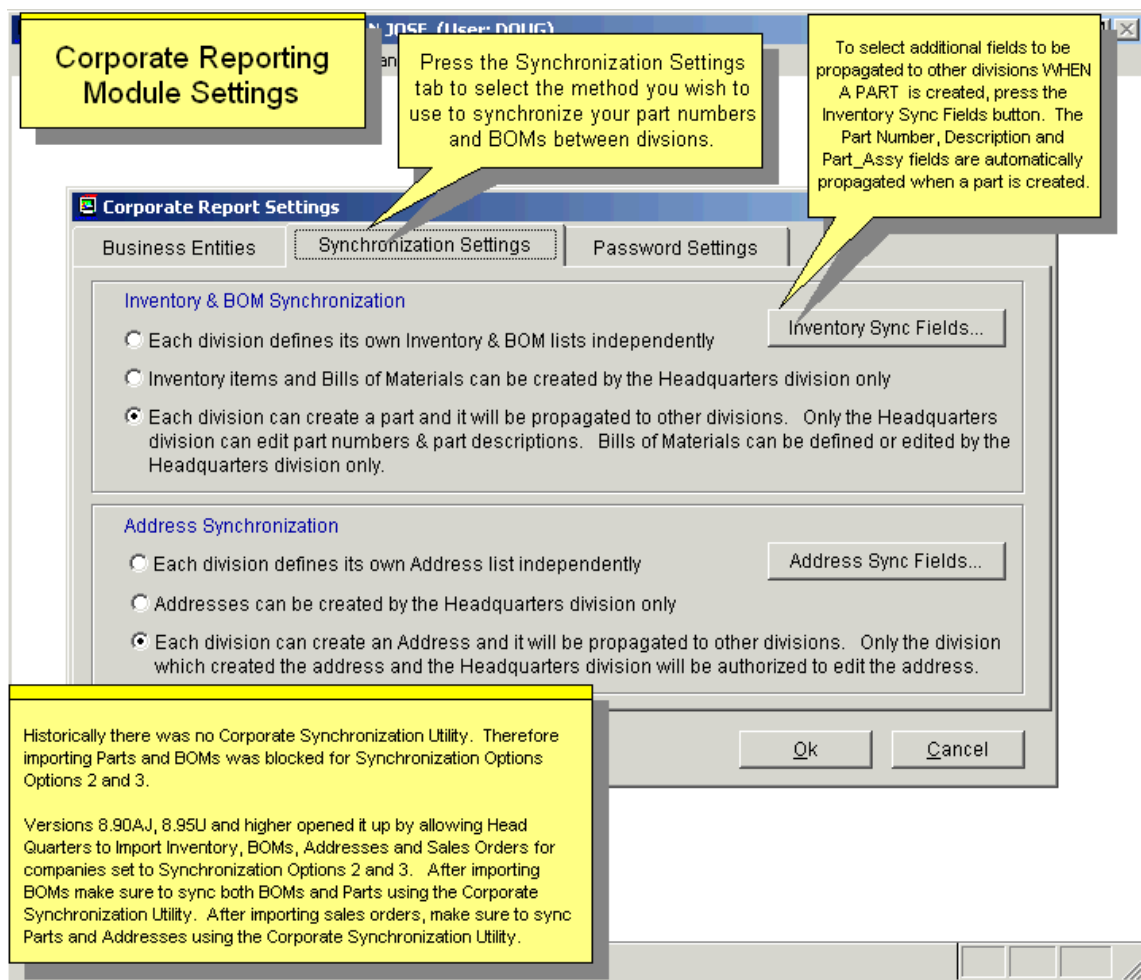 N JOSE (User: DOUG)
Corporate Reporting
Module Settings
Press the Synchronization Settings
tab to select the method you wish to
use to synchronize your part numbers
and BOMs between divsions.
To select additional fields to be
propagated to other divisions WHEN
A PART is created, press the
Inventory Sync Fields button. The
Part Number, Description and
Part_Assy fields are automatically
propagated when a part is created.
Corporate Report Settings
Business Entities
Synchronization Settings
Password Settings
Inventory & BOM Synchronization
Inventory Sync Fields...
Each division defines its own Inventory & BOM lists independently
Inventory items and Bills of Materials can be created by the Headquarters division only
Each division can create a part and it will be propagated to other divisions. Only the Headquarters
division can edit part numbers & part descriptions. Bills of Materials can be defined or edited by the
Headquarters division only.
Address Synchronization
Address Sync Fields...
Each division defines its own Address list independently
Addresses can be created by the Headquarters division only
Each division can create an Address and it will be propagated to other divisions. Only the division
which created the address and the Headquarters division will be authorized to edit the address.
Ok
Cancel
Historically there was no Corporate Synchronization Utility. Therefore
importing Parts and BOMs was blocked for Synchronization Options
Options 2 and 3.
Versions 8.90AJ, 8.95U and higher opened it up by allowing Head
Quarters to Import Inventory, BOMs, Addresses and Sales Orders for
companies set to Synchronization Options 2 and 3. After importing
BOMs make sure to sync both BOMs and Parts using the Corporate
Synchronization Utility. After importing sales orders, make sure to sync
Parts and Addresses using the Corporate Synchronization Utility.